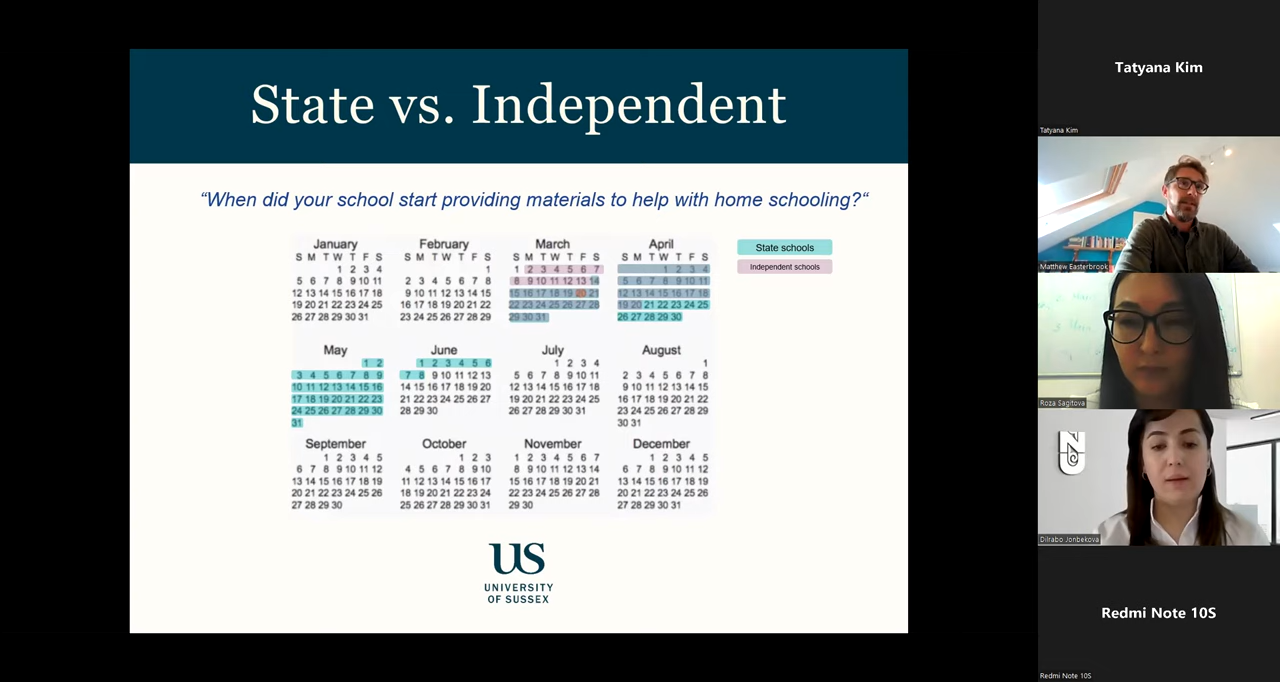 State vs. Independent
“When did your school start providing materials to help with home schooling?“
State schools
Independent schools
January
S M T W T F S
1 2 3 4
5 6 7 8 9 10 11
12 13 14 15 16 17 18
19 20 21 22 23 24 25
26 27 28 29 30 31
February
S M T W T F S
1
2 3 4 5 6 7 8
9 10 11 12 13 14 15
16 17 18 19 20 21 22
23 24 25 26 27 28 29
March
S M T W T F S
1 2 3 4 5 6 7
8 9 10 11 12 13 14
15 16 17 18 19 20 21
22 23 24 25 26 27 28
29 30 31
April
S M T W T F S
1 2 3 4
5 6 7 8 9 10 11
12 13 14 15 16 17 18
19 20 21 22 23 24 25
26 27 28 29 30
May
1 2
3 4 5 6 7 8 9
10 11 12 13 14 15 16
17 18 19 20 21 22 23
24 25 26 27 28 29 30
31
June
1 2 3 4 5 6
7 8 9 10 11 12 13
14 15 16 17 18 19 20
21 22 23 24 25 26 27
28 29 30
July
1 2 3 4
5 6 7 8 9 10 11
12 13 14 15 16 17 18
19 20 21 22 23 24 25
26 27 28 29 30 31
August
1
2 3 4 5 6 7 8
9 10 11 12 13 14 15
16 17 18 19 20 21 22
23 24 25 26 27 28 29
30 31
September
1 2 3 4 5
6 7 8 9 10 11 12
13 14 15 16 17 18 19
20 21 22 23 24 25 26
27 28 29 30
October
1 2 3
4 5 6 7 8 9 10
11 12 13 14 15 16 17
18 19 20 21 22 23 24
25 26 27 28 29 30 31
November
1 2 3 4 5 6 7
8 9 10 11 12 13 14
15 16 17 18 19 20 21
22 23 24 25 26 27 28
29 30
December
1 2 3 4 5
6 7 8 9 10 11 12
13 14 15 16 17 18 19
20 21 22 23 24 25 26
27 28 29 30 31
US
UNIVERSITY
OF SUSSEX
Tatyana Kim
Tatyana Kim
Matthew Easterbrook
Roza Sagitova
Dilrabo Jonbekova
Redmi Note 10S
Redmi Note 10S